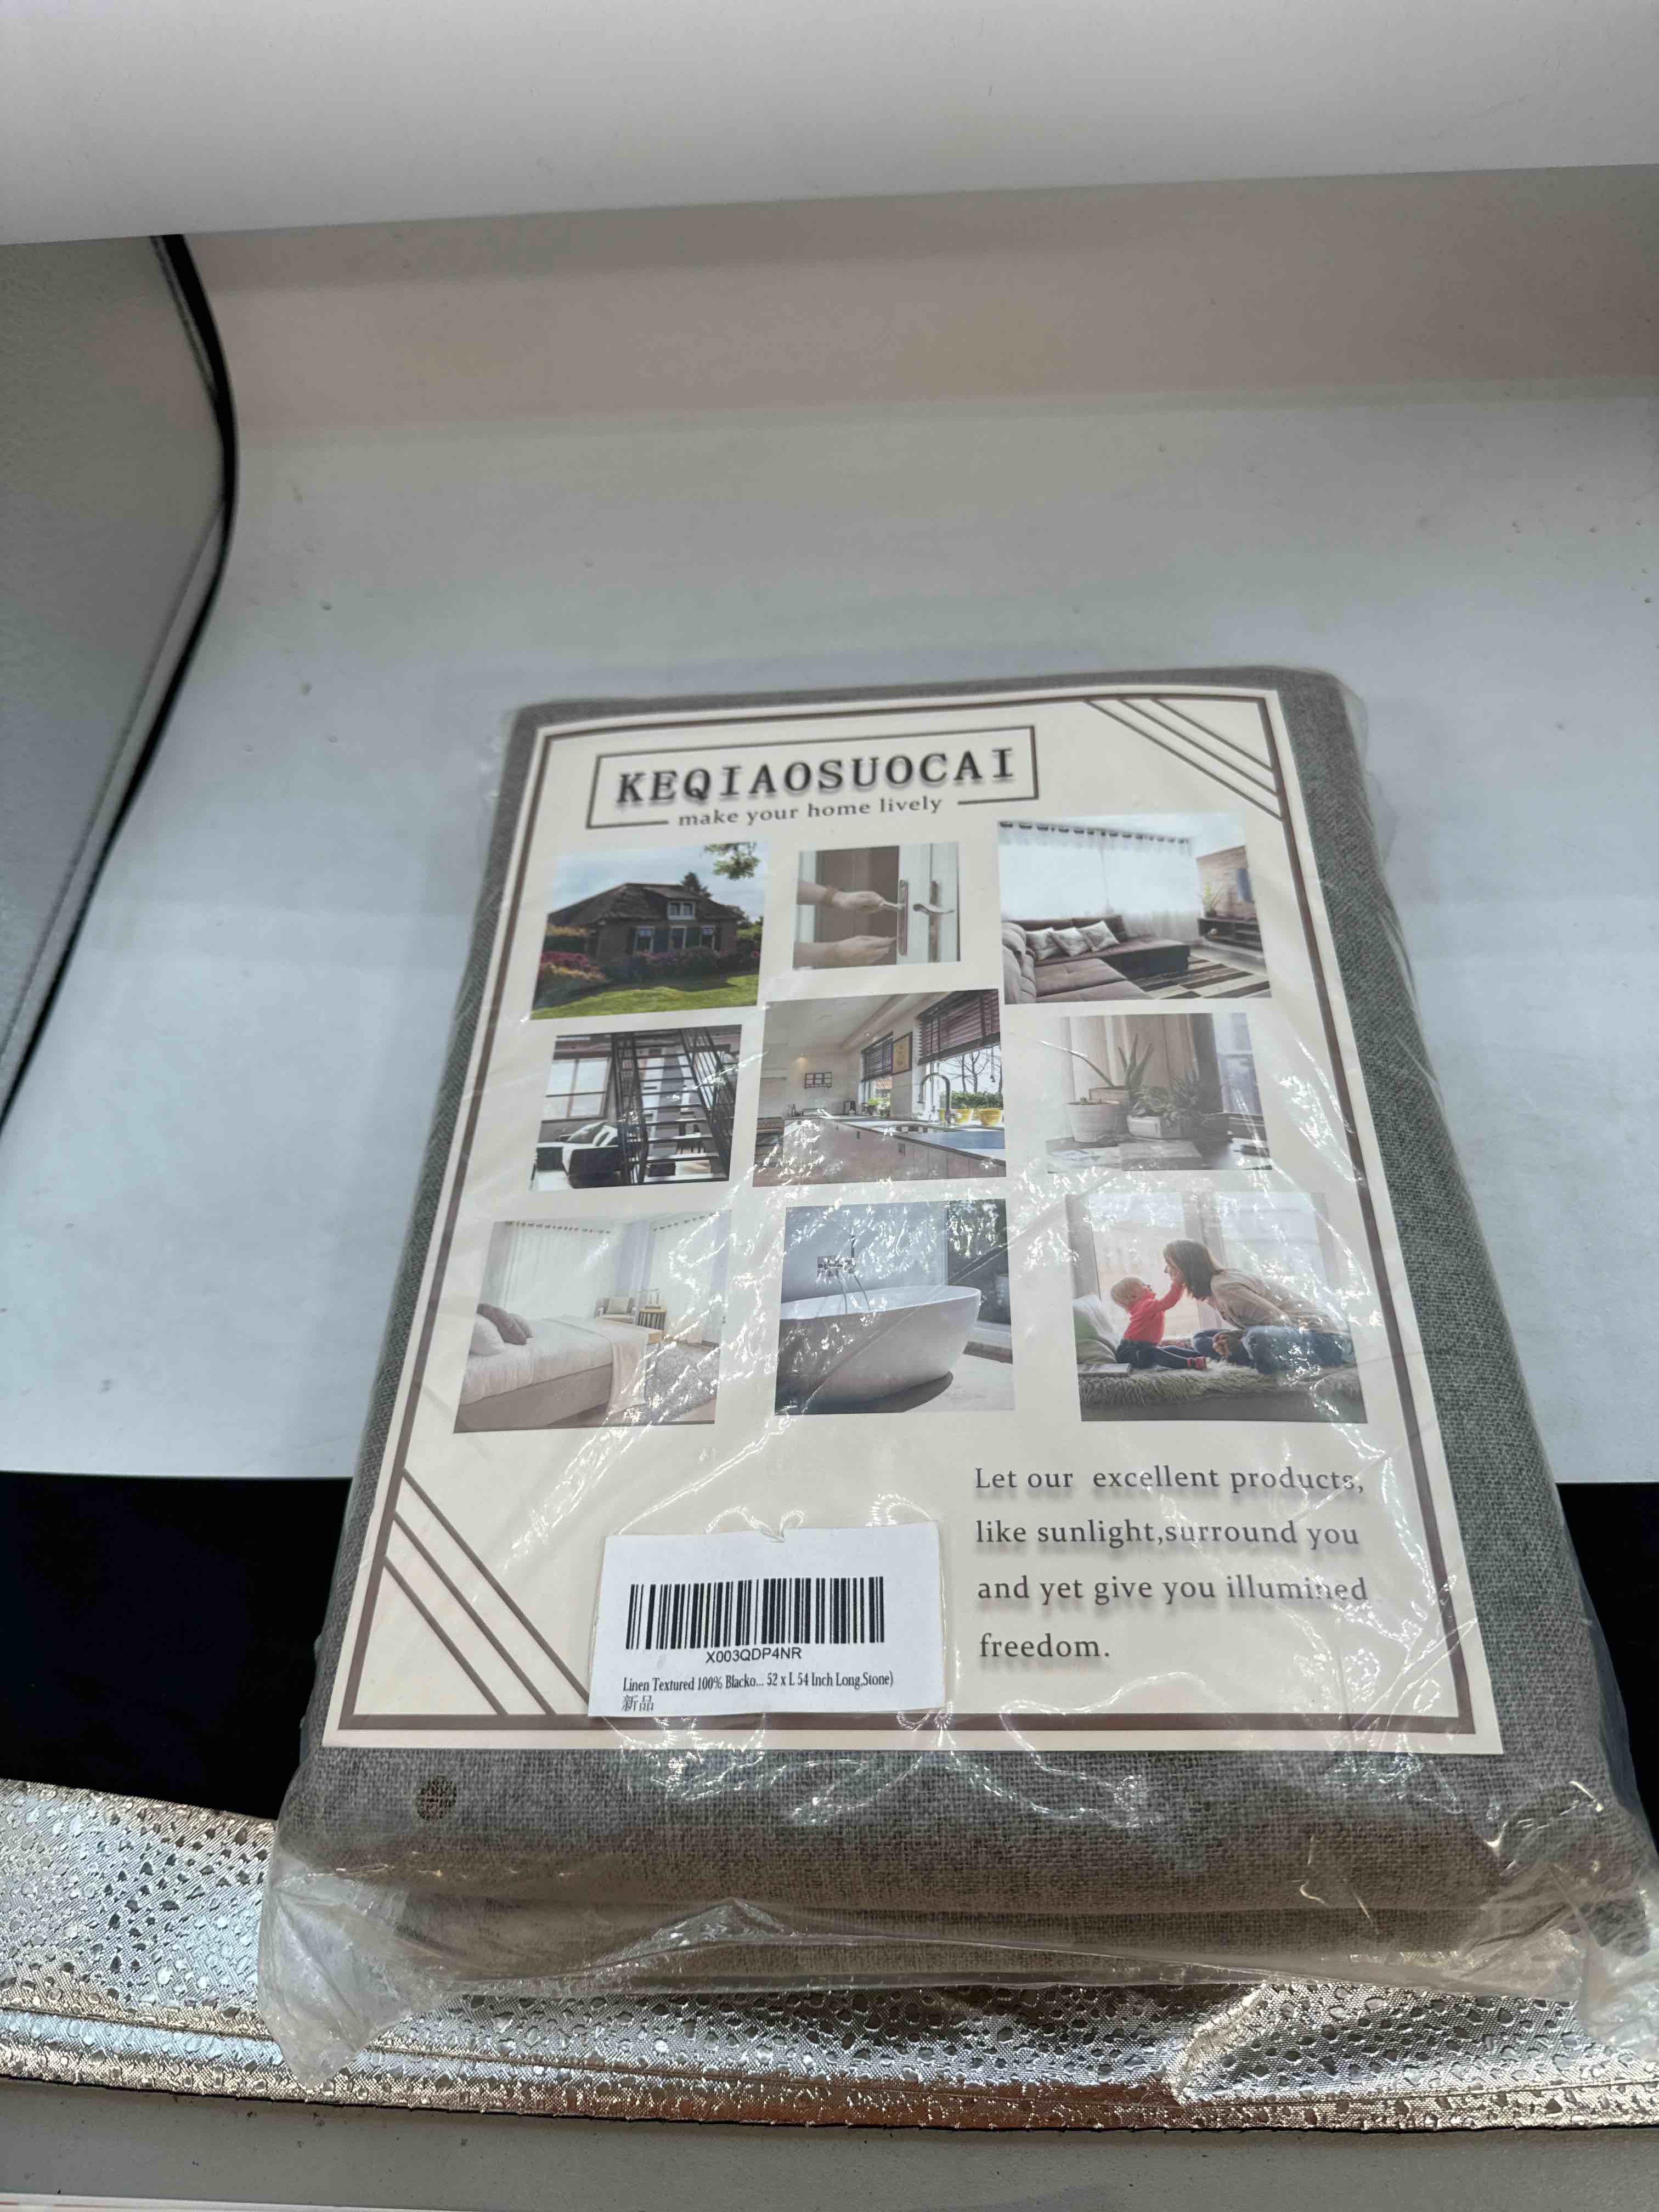 KEQIAOSUOCAI
make your home lively
Let our excellent products,
like sunlight,surround you
and yet give you illumined
freedom.
X003QDP4NR
Linen Textured 100% Blacko... 52 x L 54 Inch Long,Stone)
新品